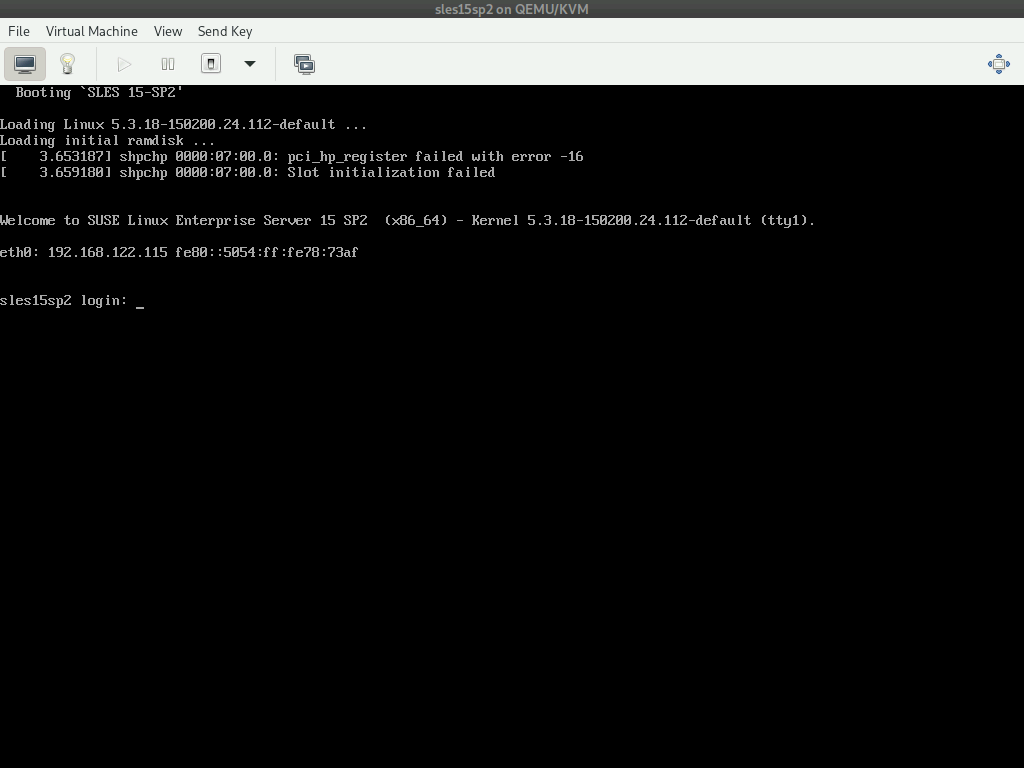 sles15sp2 on QEMU/KVM
File Virtual Machine View Send Key
Booting `SLES 15-SP2'
Loading Linux 5.3.18-150200.24.112-default ...
Loading initial ramdisk ...
[    3.653187] shpchp 0000:07:00.0: pci_hp_register failed with error -16
[    3.659180] shpchp 0000:07:00.0: Slot initialization failed
Welcome to SUSE Linux Enterprise Server 15 SP2  (x86_64) - Kernel 5.3.18-150200.24.112-default (tty1).
eth0: 192.168.122.115 fe80::5054:ff:fe78:73af
sles15sp2 login: _